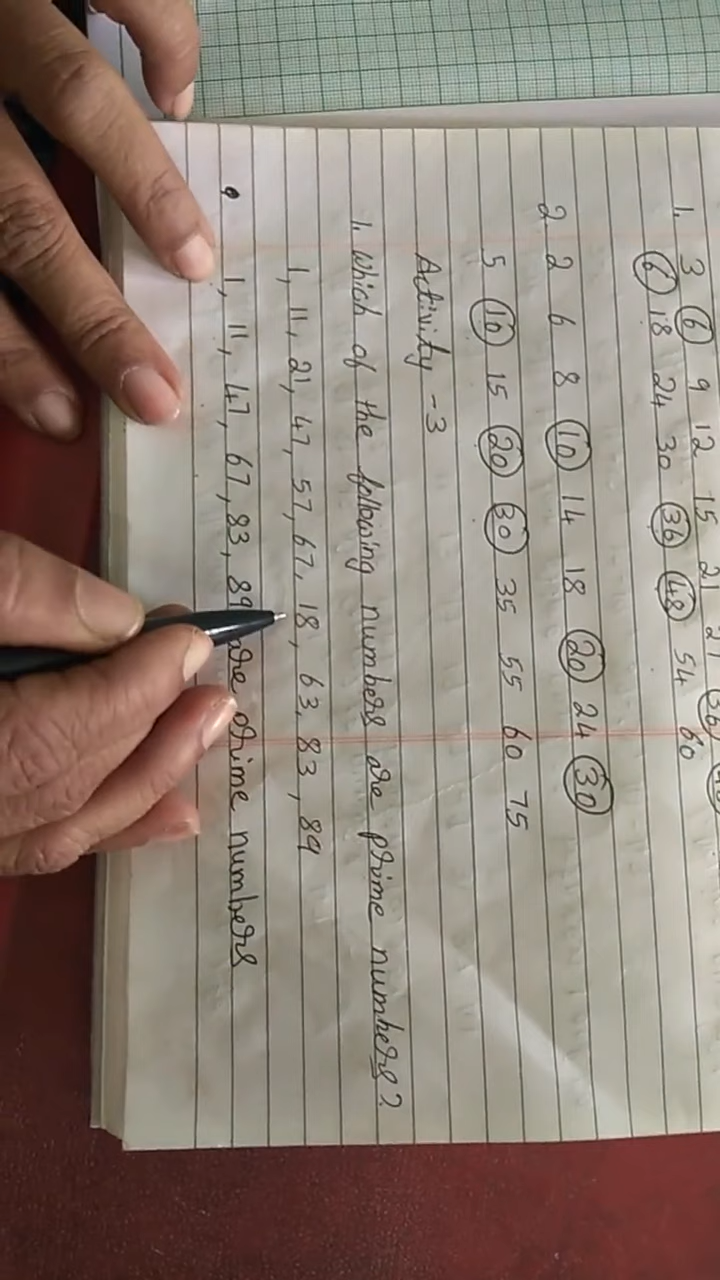 1. 3 6 9 12 15 21 27 36
6 18 24 30 36 48 54 60
2 2 6 8 10 14 18 20 24 30
5 10 15 20 30 35 55 60 75
Activity - 3
1. Which of the following numbers are prime numbers?
1, 11, 21, 47, 57, 67, 18, 63, 83, 89
1, 11, 47, 67, 83, 89 are prime numbers